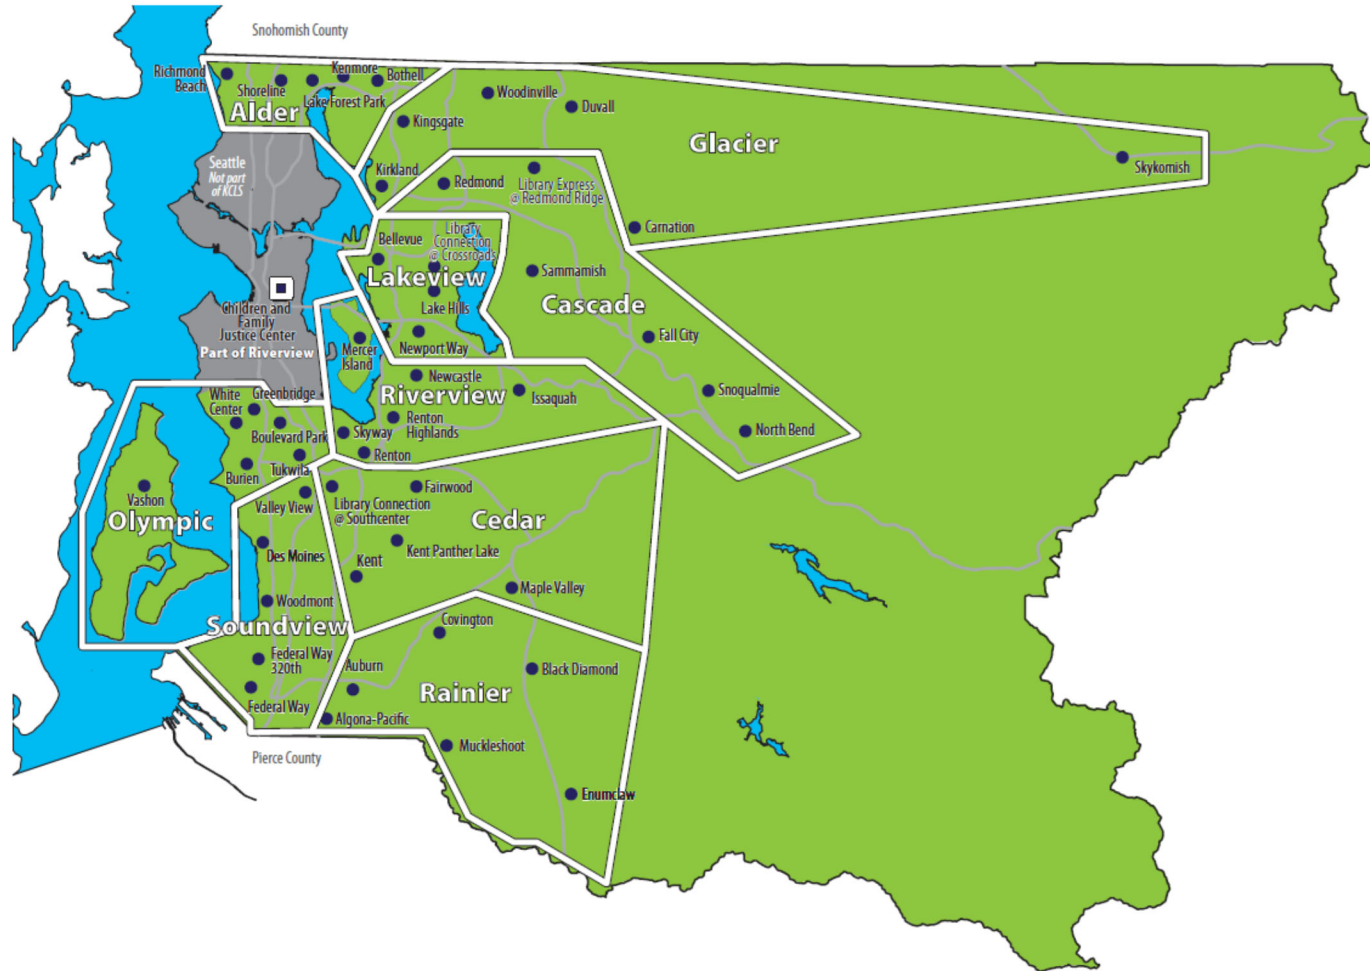 Snohomish County
Richmond
Beach
Shoreline
Lake Forest Park
Kenmore
Bothell
Alder
Kingsgate
Woodinville
Duvall
Glacier
Skykomish
Seattle
Not part
of KCLS
Kirkland
Redmond
Library Express
@ Redmond Ridge
Carnation
Bellevue
Library
Connection
@ Crossroads
Lakeview
Lake Hills
Newport Way
Sammamish
Cascade
Fall City
Snoqualmie
North Bend
Children and
Family
Justice Center
Part of Riverview
Mercer
Island
Newcastle
Riverview
Issaquah
Renton
Highlands
Skyway
Renton
White
Center
Greenbridge
Boulevard Park
Burien
Tukwila
Vashon
Olympic
Valley View
Library Connection
@ Southcenter
Fairwood
Cedar
Kent Panther Lake
Kent
Maple Valley
Des Moines
Woodmont
Soundview
Federal Way
320th
Federal Way
Covington
Auburn
Black Diamond
Rainier
Algona-Pacific
Muckleshoot
Enumclaw
Pierce County